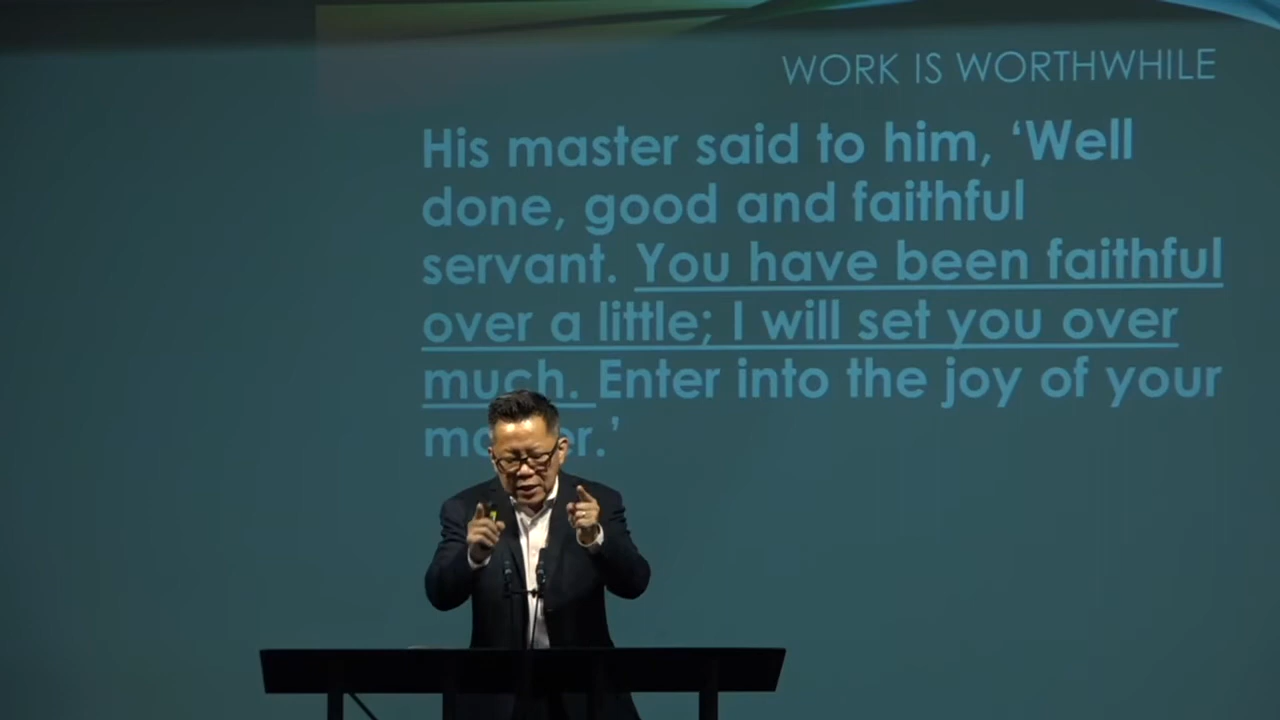 WORK IS WORTHWHILE
His master said to him, ‘Well
done, good and faithful
servant. You have been faithful
over a little; I will set you over
much. Enter into the joy of your